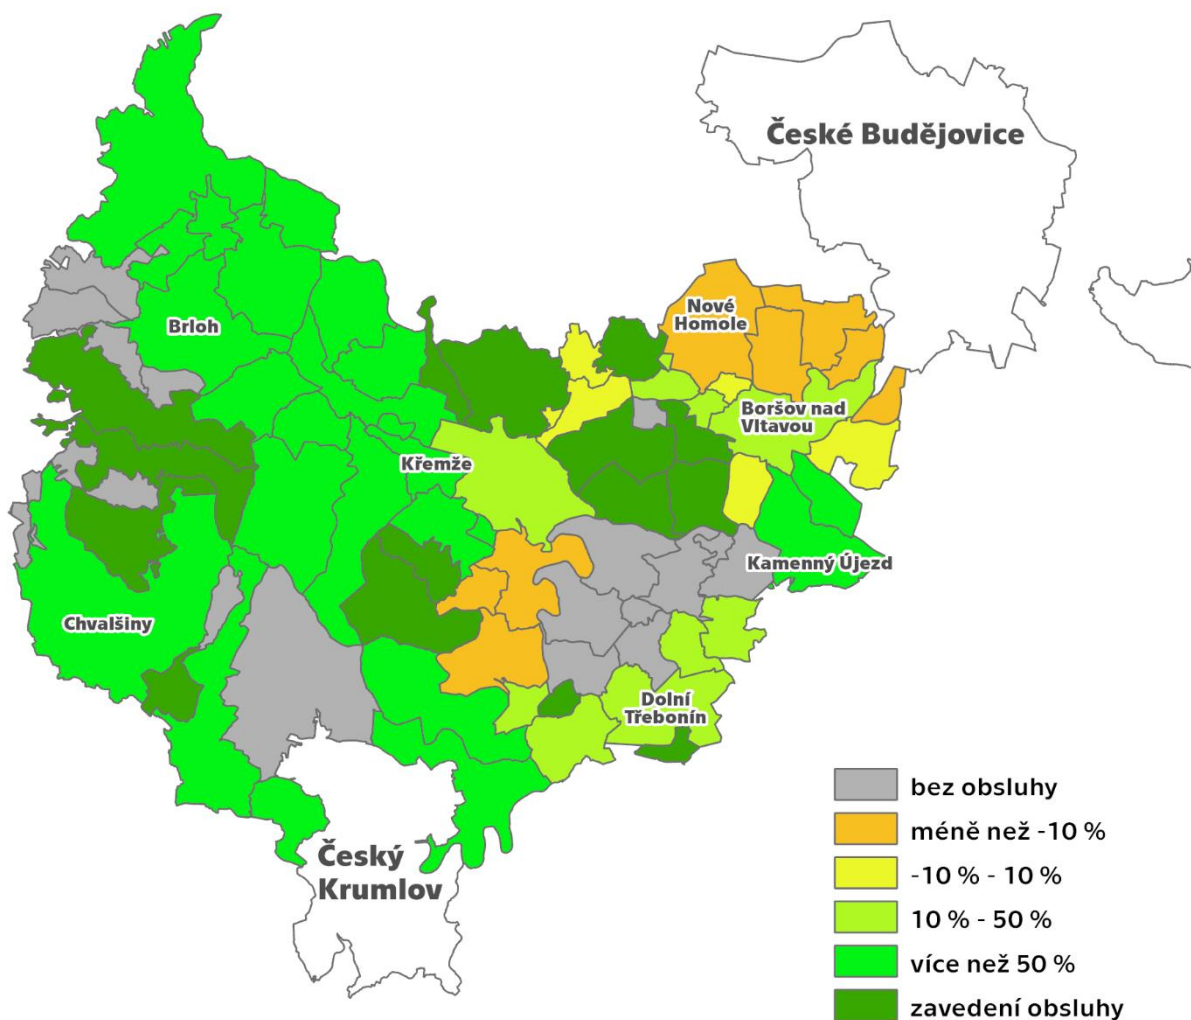 České Budějovice
Nové
Homole
Brloh
Boršov nad
Vltavou
Křemže
Kamenný Újezd
Chvalšiny
Dolní
Třebonín
Český
Krumlov
bez obsluhy
méně než -10 %
-10 % - 10 %
10 % - 50 %
více než 50 %
zavedení obsluhy